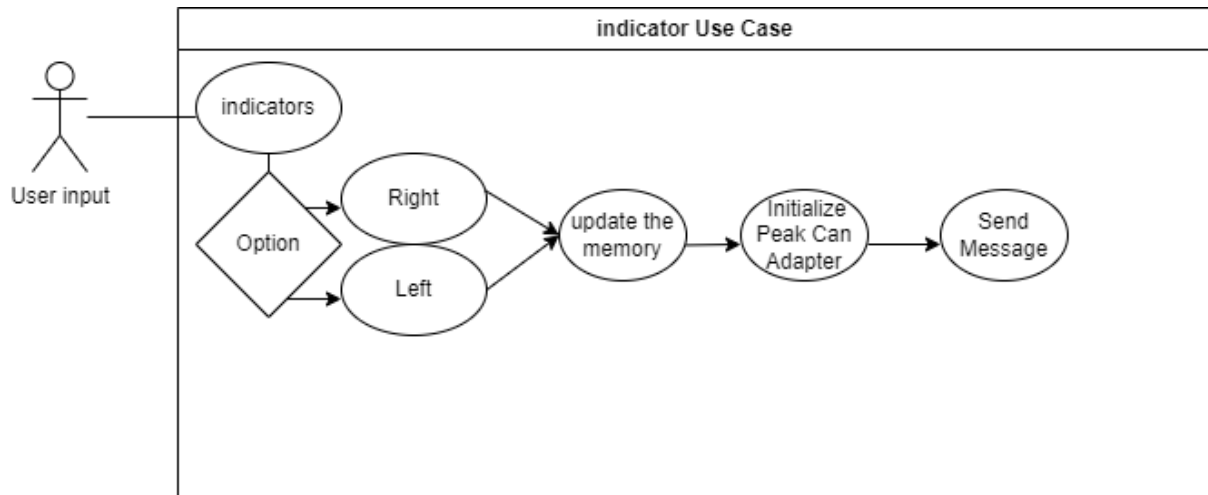 indicator Use Case
indicators
User input
Option
Right
Left
update the
memory
Initialize
Peak Can
Adapter
Send
Message